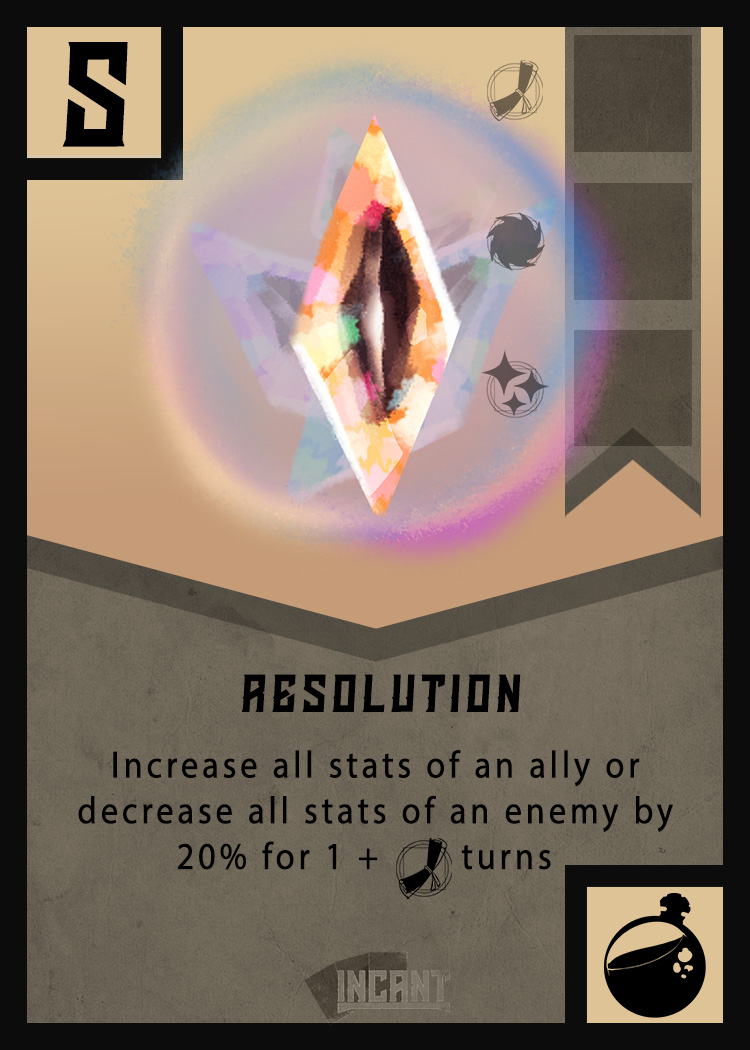 S
RESOLUTION
Increase all stats of an ally or
decrease all stats of an enemy by
20% for 1 + turns
INCANT